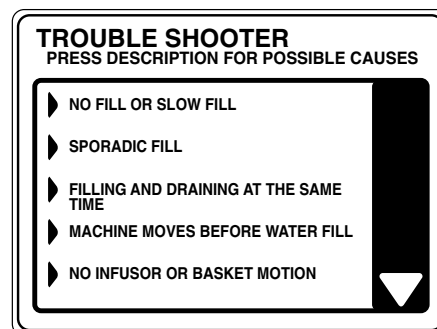 TROUBLE SHOOTER
PRESS DESCRIPTION FOR POSSIBLE CAUSES
NO FILL OR SLOW FILL
SPORADIC FILL
FILLING AND DRAINING AT THE SAME
TIME
MACHINE MOVES BEFORE WATER FILL
NO INFUSOR OR BASKET MOTION